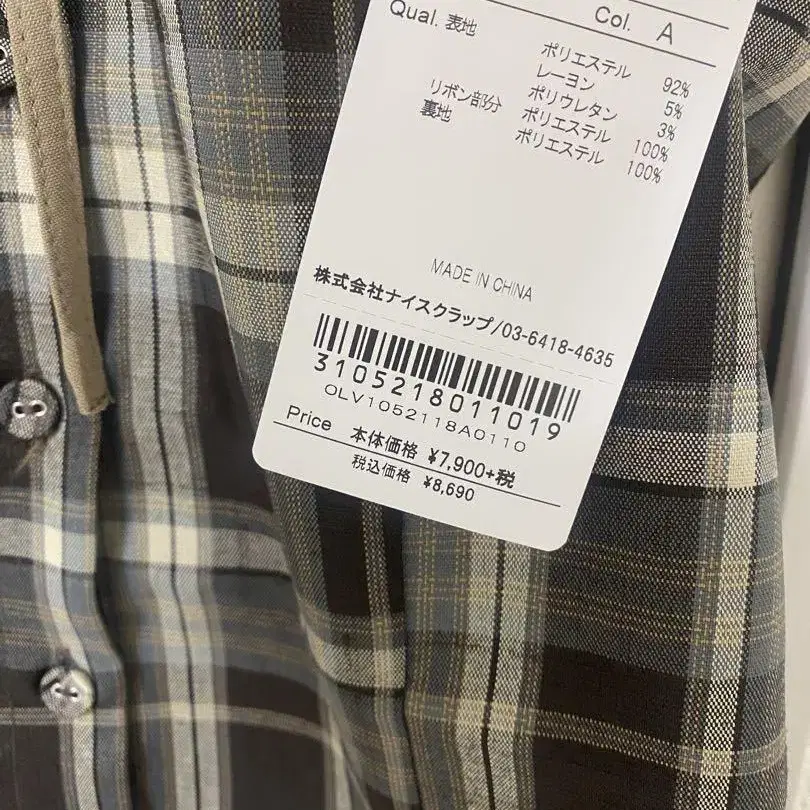 Qual. 表地 Col. A
ポリエステル 92%
レーヨン 5%
ポリウレタン 3%
リボン部分 ポリエステル 100%
裏地 ポリエステル 100%
MADE IN CHINA
株式会社ナイスクラップ/03-6418-4635
3105218011019
OLV1052118A0110
Price 本体価格 ¥7,900+税
税込価格 ¥8,690